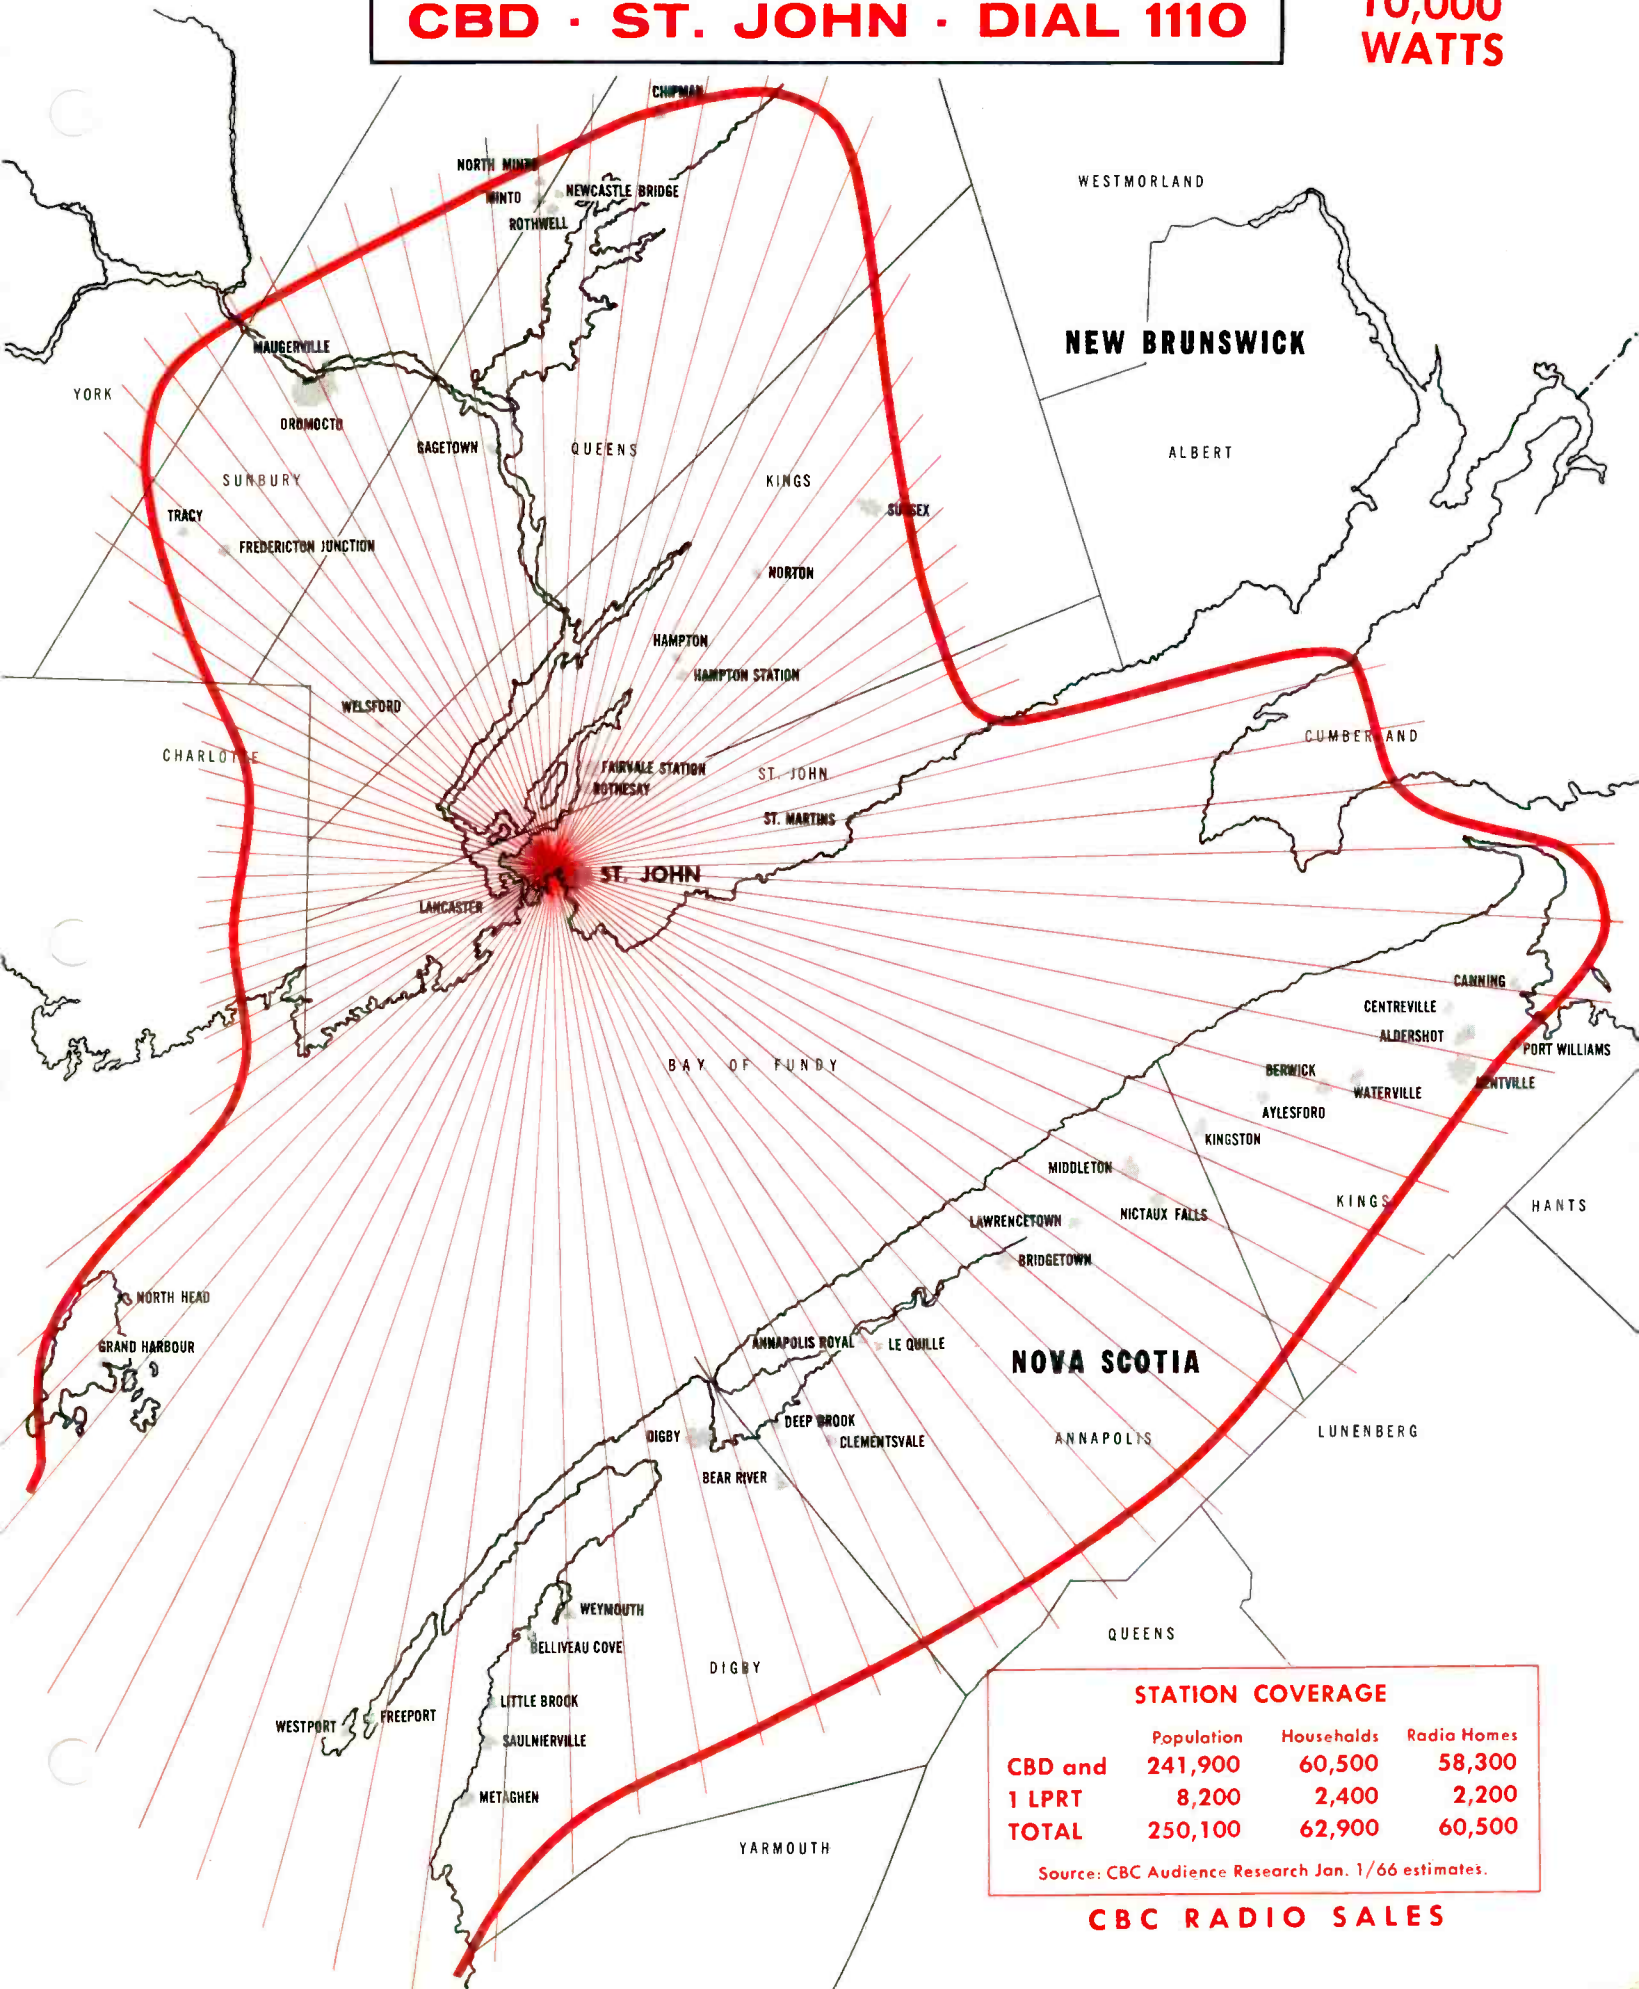 CBD · ST. JOHN · DIAL 1110
10,000
WATTS
CHIPMAN
NORTH MINTO
MINTO
NEWCASTLE BRIDGE
ROTHWELL
WESTMORLAND
NEW BRUNSWICK
MAUGERVILLE
YORK
OROMOCTO
GAGETOWN
QUEENS
ALBERT
SUNBURY
KINGS
TRACY
SUSSEX
FREDERICTON JUNCTION
NORTON
HAMPTON
HAMPTON STATION
WELSFORD
CHARLOTTE
CUMBERLAND
FAIRVALE STATION
ST. JOHN
ROTHESAY
ST. MARTINS
ST. JOHN
LANCASTER
CANNING
CENTREVILLE
ALDERSHOT
PORT WILLIAMS
BAY OF FUNDY
BERWICK
KENTVILLE
WATERVILLE
AYLESFORD
KINGSTON
MIDDLETON
KINGS
HANTS
NICTAUX FALLS
LAWRENCETOWN
BRIDGETOWN
NORTH HEAD
GRAND HARBOUR
ANNAPOLIS ROYAL
LE QUILLE
NOVA SCOTIA
DEEP BROOK
DIGBY
CLEMENTSVALE
ANNAPOLIS
LUNENBERG
BEAR RIVER
WEYMOUTH
BELLIVEAU COVE
QUEENS
DIGBY
LITTLE BROOK
FREEPORT
WESTPORT
SAULNIERVILLE
METAGHEN
YARMOUTH
STATION COVERAGE
Population Households Radio Homes
CBD and 241,900 60,500 58,300
1 LPRT 8,200 2,400 2,200
TOTAL 250,100 62,900 60,500
Source: CBC Audience Research Jan. 1/66 estimates.
CBC RADIO SALES